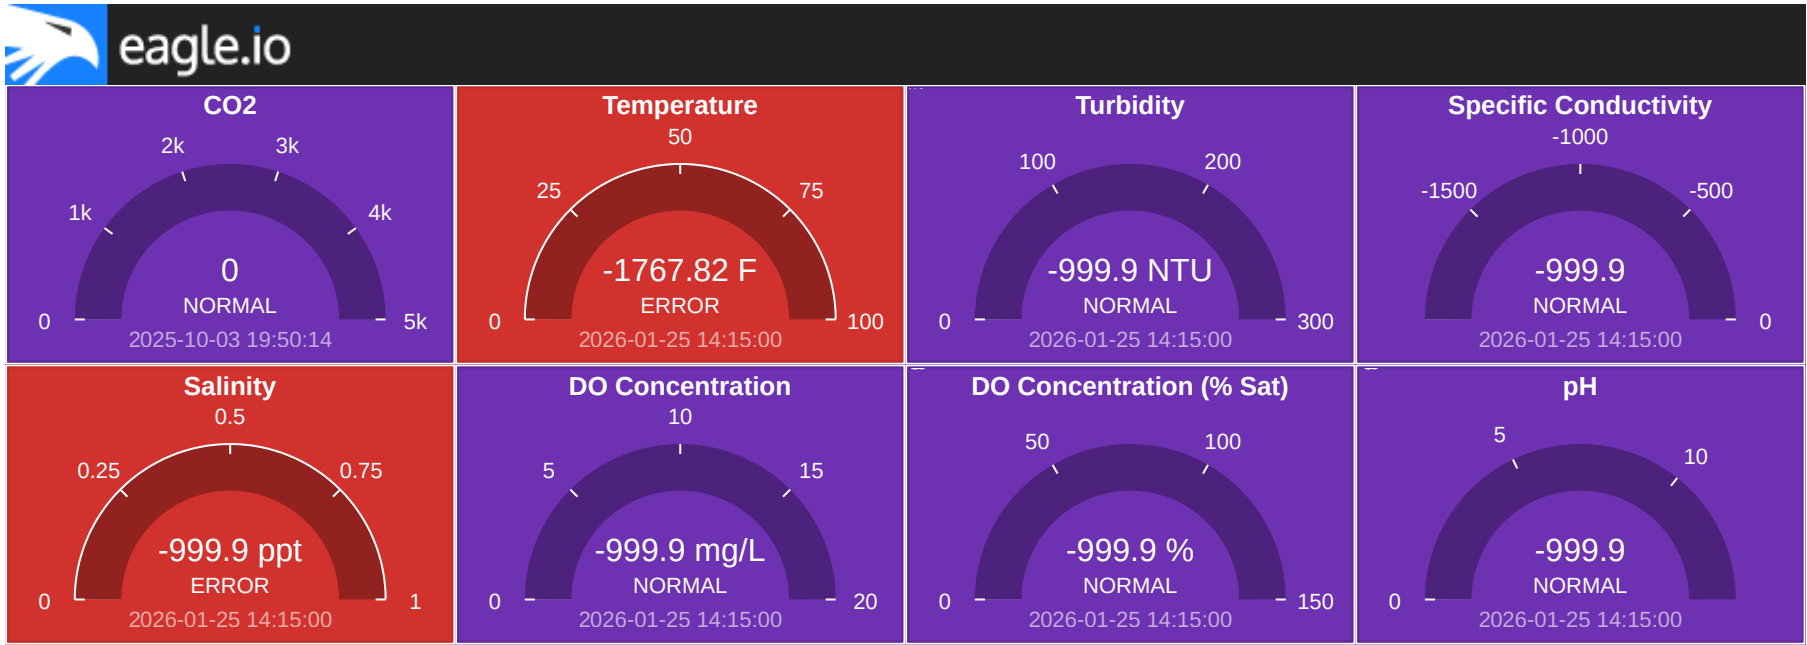 eagle.io
CO2
2k
3k
1k
4k
0
NORMAL
0
5k
2025-10-03 19:50:14
Temperature
50
25
75
-1767.82 F
ERROR
0
100
2026-01-25 14:15:00
Turbidity
100
200
-999.9 NTU
NORMAL
0
300
2026-01-25 14:15:00
Specific Conductivity
-1000
-1500
-500
-999.9
NORMAL
0
2026-01-25 14:15:00
Salinity
0.5
0.25
0.75
-999.9 ppt
ERROR
0
1
2026-01-25 14:15:00
DO Concentration
10
5
15
-999.9 mg/L
NORMAL
0
20
2026-01-25 14:15:00
DO Concentration (% Sat)
50
100
-999.9 %
NORMAL
0
150
2026-01-25 14:15:00
pH
5
10
-999.9
NORMAL
0
2026-01-25 14:15:00